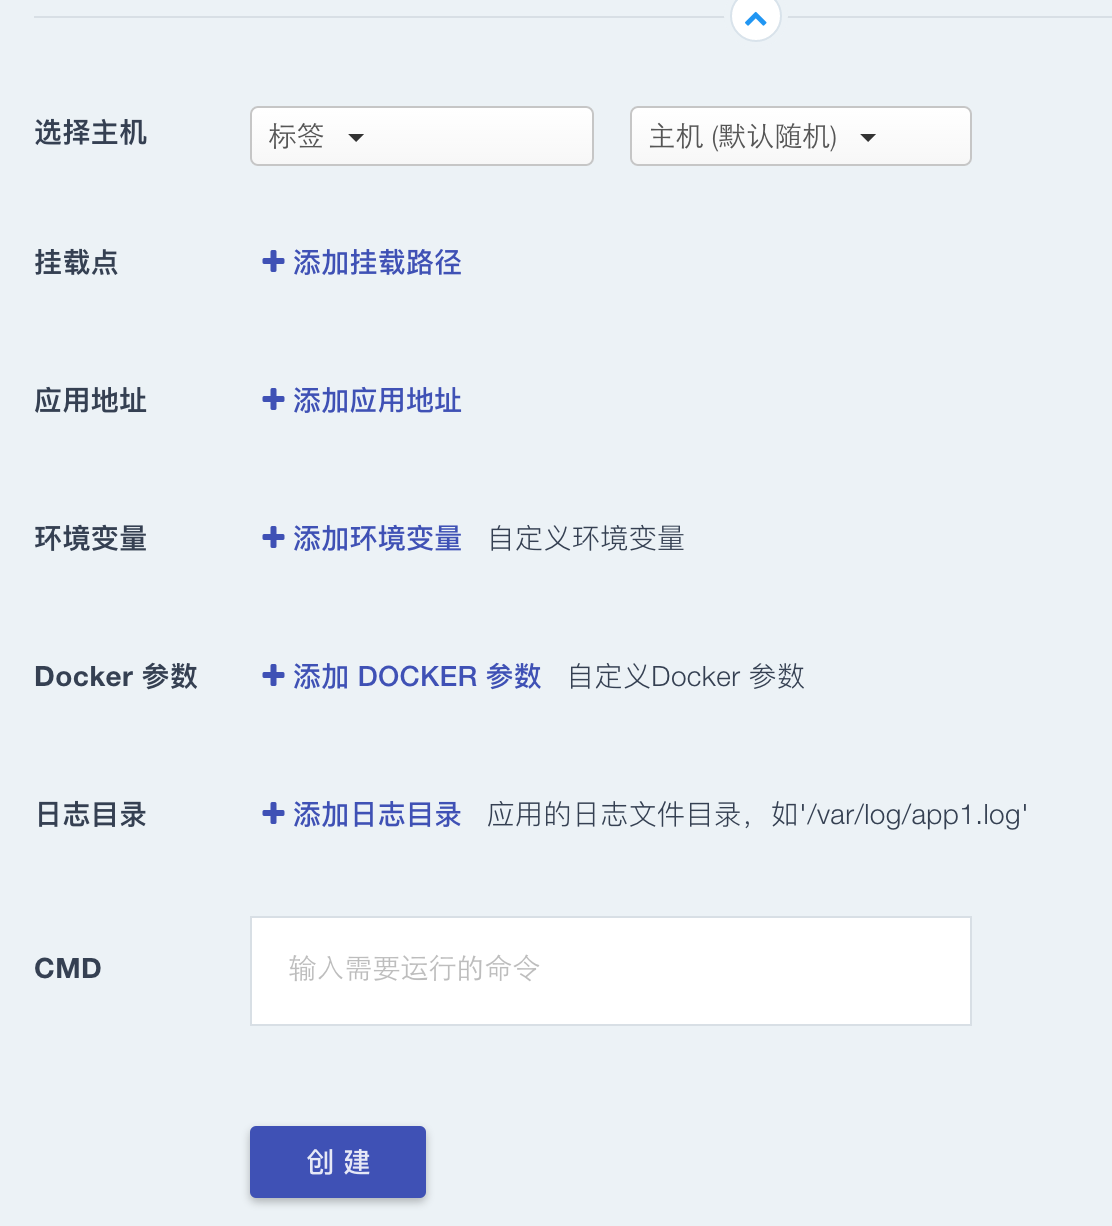 选择主机 标签 主机 (默认随机)
挂载点 添加挂载路径
应用地址 添加应用地址
环境变量 添加环境变量 自定义环境变量
Docker 参数 添加 DOCKER 参数 自定义Docker 参数
日志目录 添加日志目录 应用的日志文件目录，如'/var/log/app1.log'
CMD 输入需要运行的命令
创 建